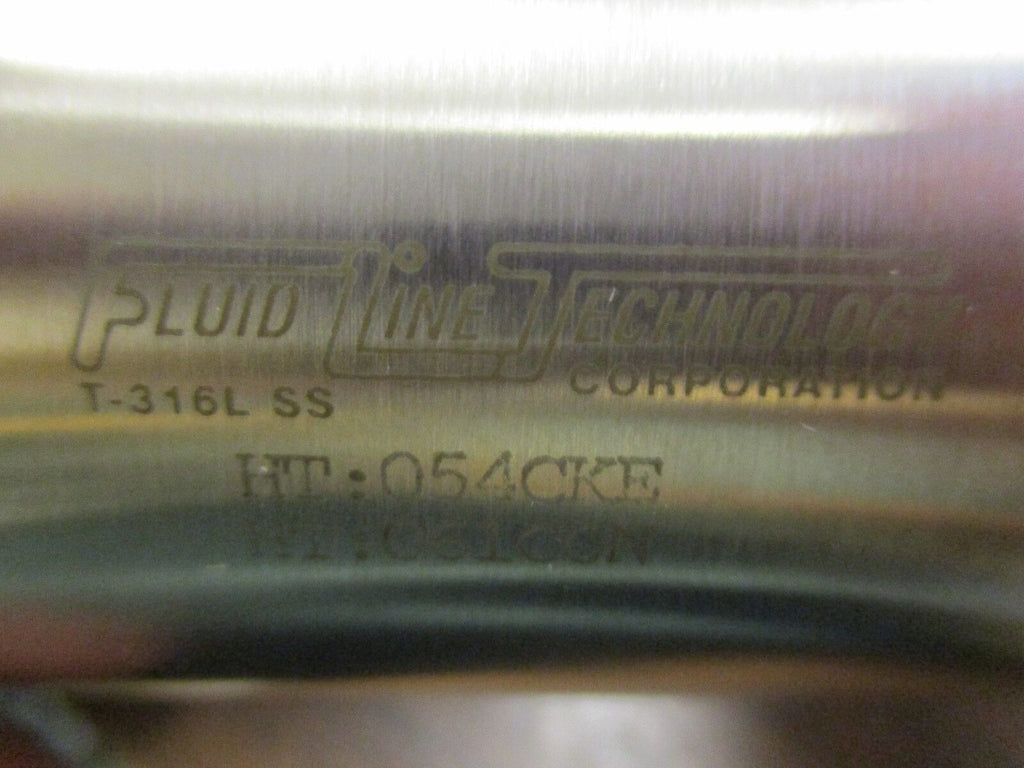 FLUID LINE TECHNOLOGY
CORPORATION
T-316L SS
HT:054CKE